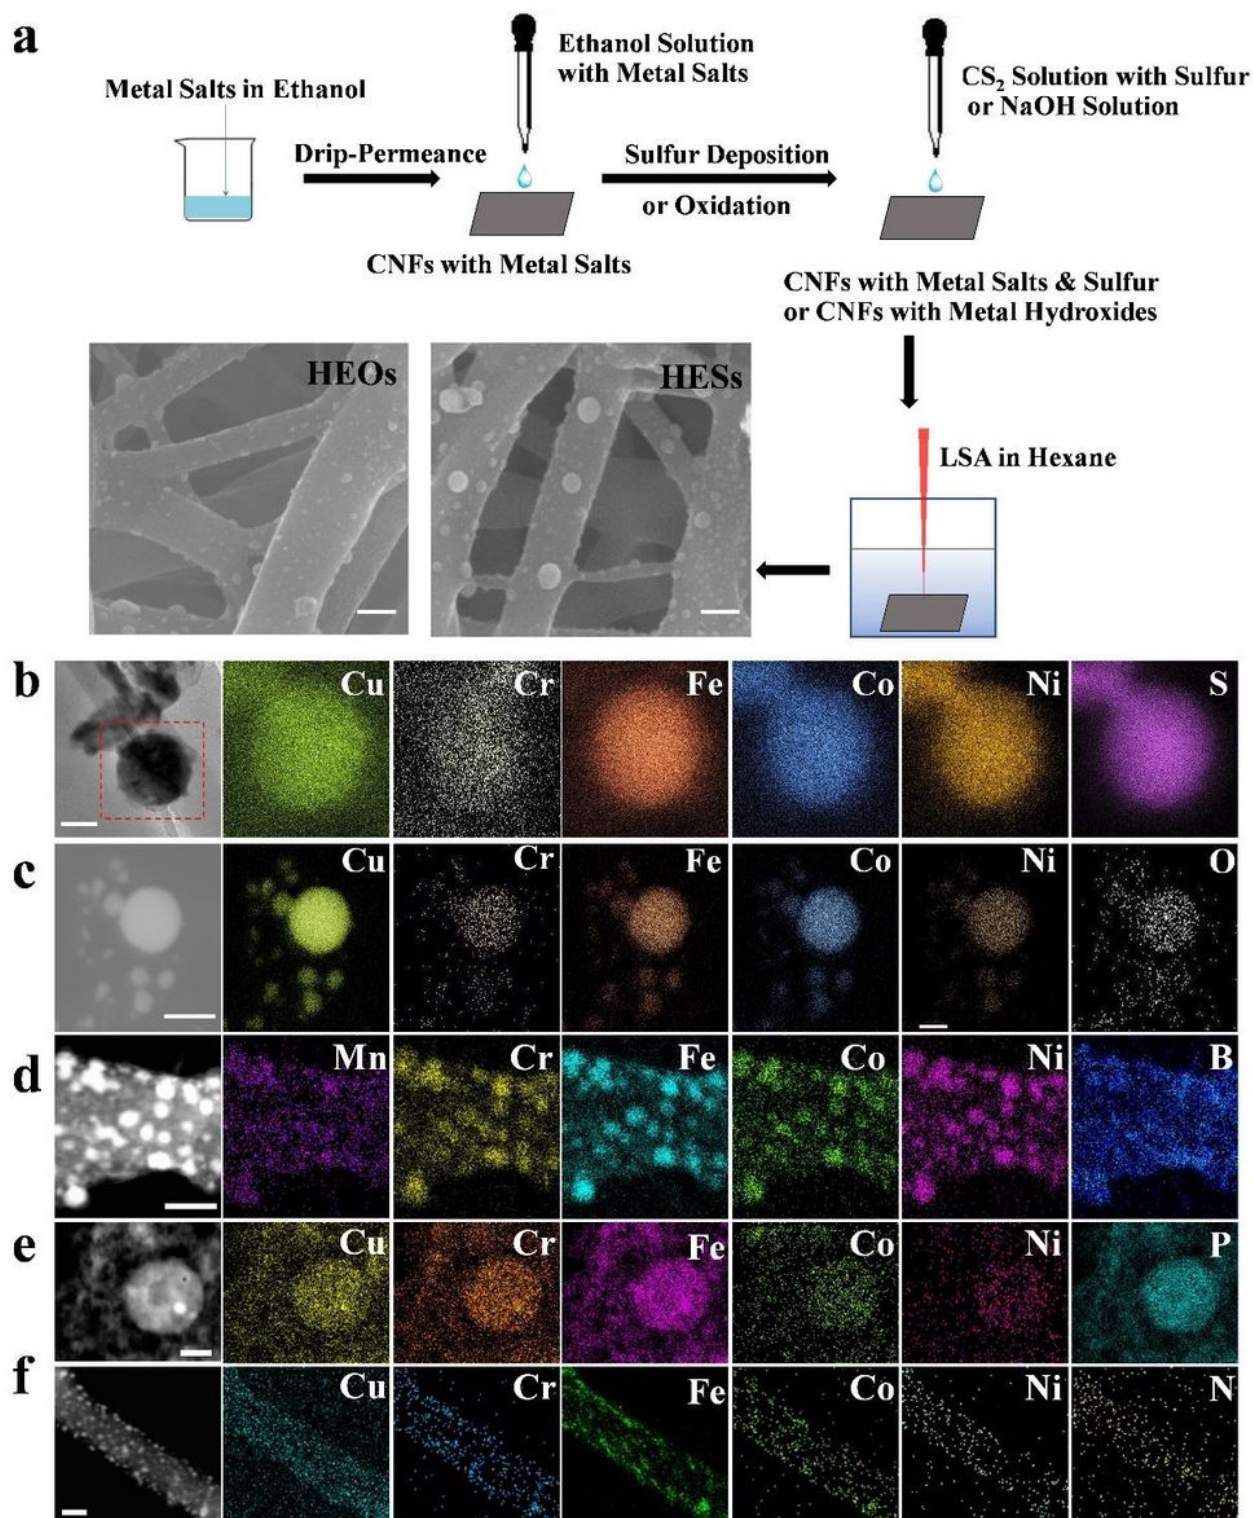 a
Metal Salts in Ethanol
Drip-Permeance
Ethanol Solution
with Metal Salts
CNFs with Metal Salts
Sulfur Deposition
or Oxidation
CS₂ Solution with Sulfur
or NaOH Solution
CNFs with Metal Salts & Sulfur
or CNFs with Metal Hydroxides
LSA in Hexane
HEOs
HESs
b
Cu Cr Fe Co Ni S
c
Cu Cr Fe Co Ni O
d
Mn Cr Fe Co Ni B
e
Cu Cr Fe Co Ni P
f
Cu Cr Fe Co Ni N